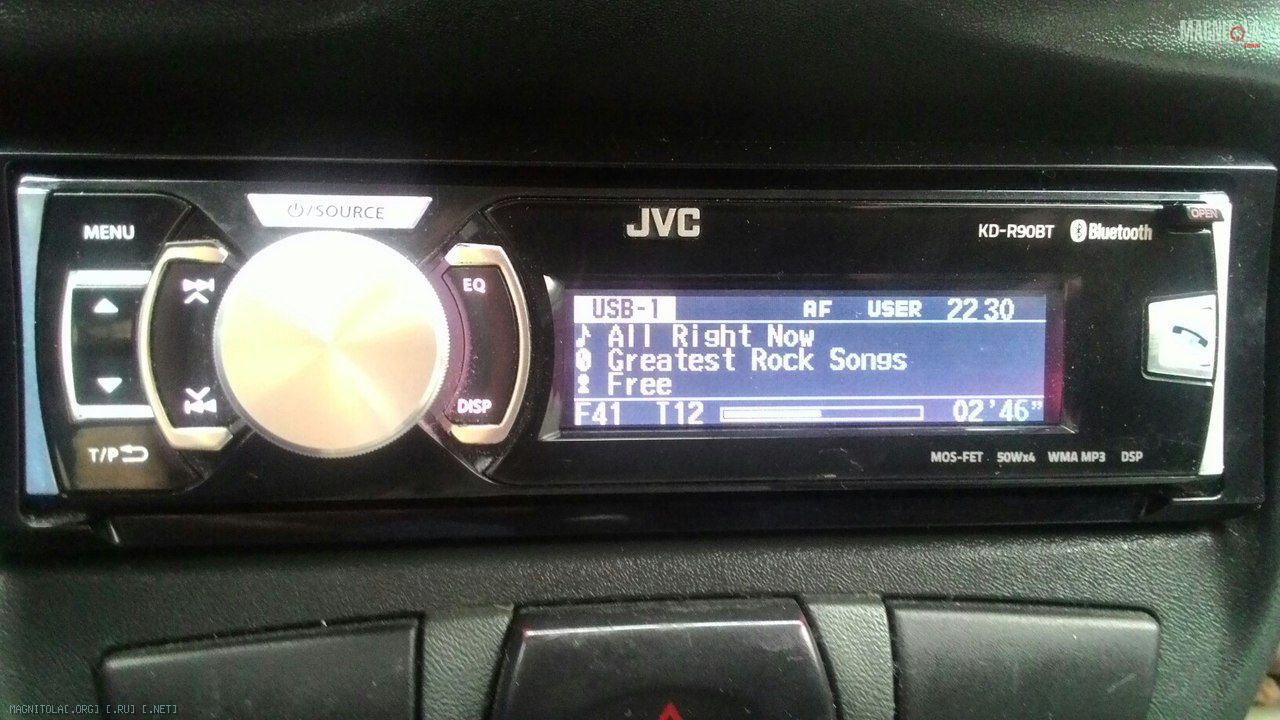 MAGNITOLA
⏻/SOURCE
MENU
EQ
DISP
T/P
JVC
KD-R90BT Bluetooth
OPEN
USB-1 AF USER 22 30
All Right Now
Greatest Rock Songs
Free
F41 T12 02'46"
MOS-FET 50Wx4 WMA MP3 DSP
MAGNITOLA[.ORG] [.RU] [.NET]